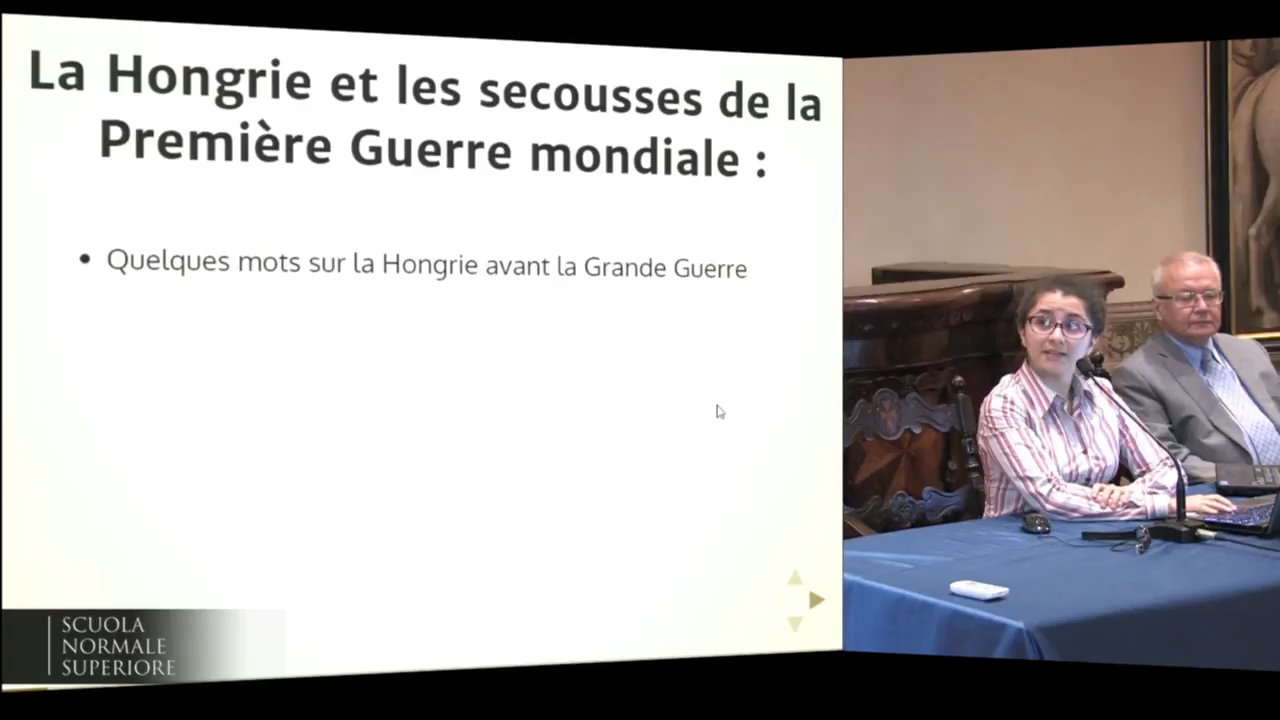 La Hongrie et les secousses de la
Première Guerre mondiale :
• Quelques mots sur la Hongrie avant la Grande Guerre
SCUOLA
NORMALE
SUPERIORE